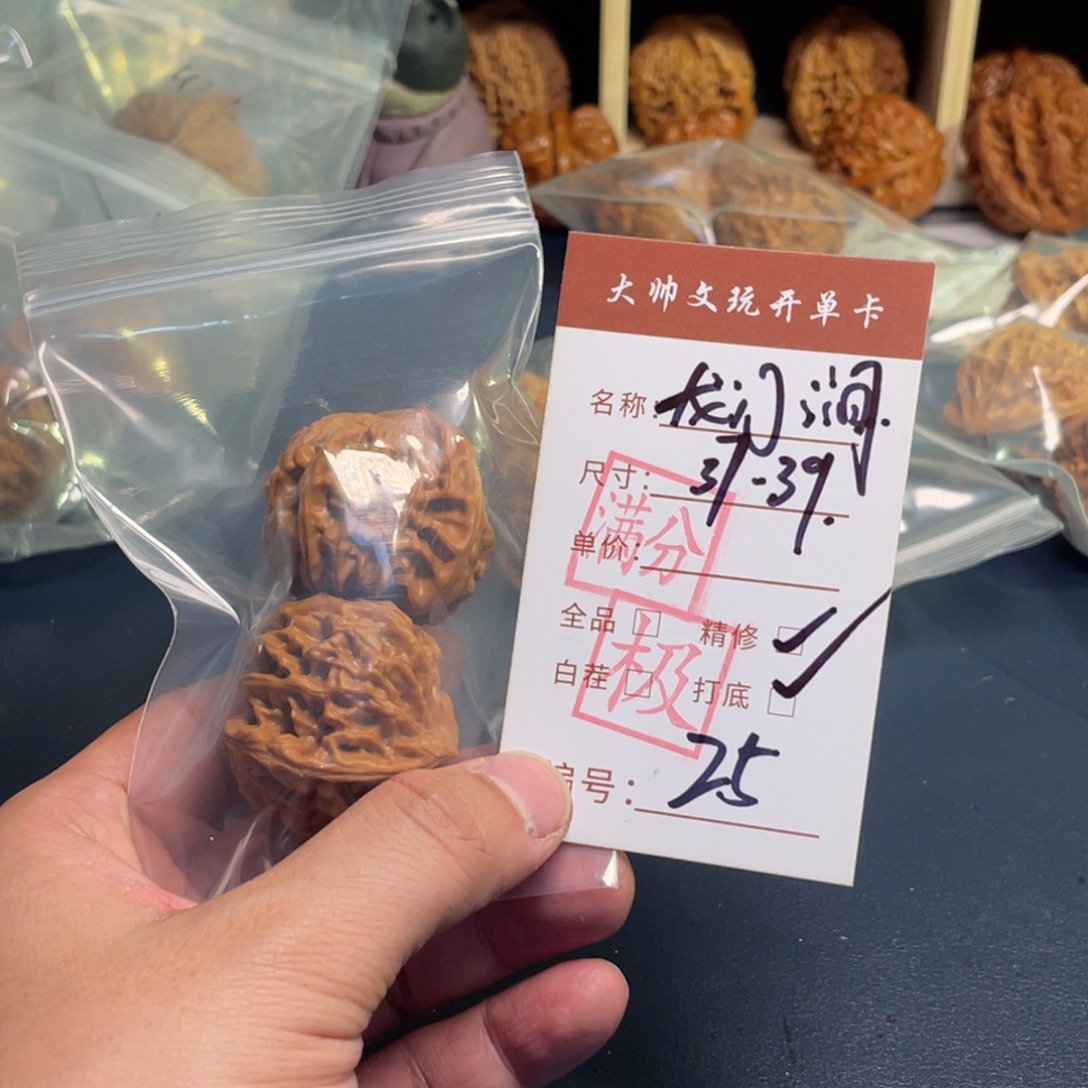 大帅文玩开单卡
名称: 龙门涧.
尺寸: 37-39.
满分
单价:
全品 精修 ✓
极
白茬 打底 ✓
编号: 25